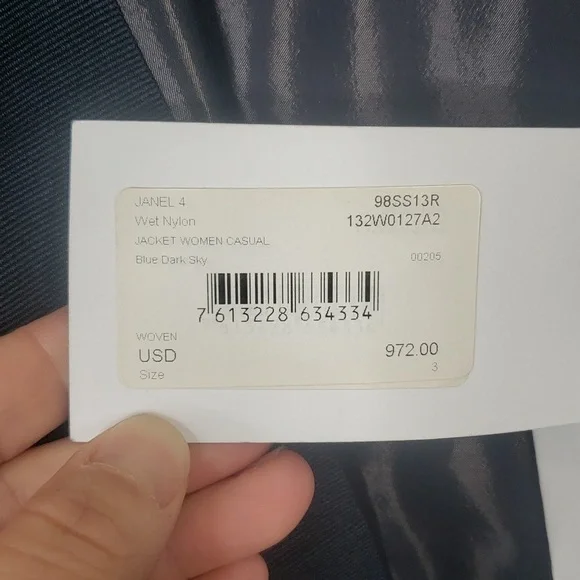 JANEL 4 98SS13R
Wet Nylon 132W0127A2
JACKET WOMEN CASUAL
Blue Dark Sky 00205
7 613228 634334
WOVEN
USD 972.00
Size 3